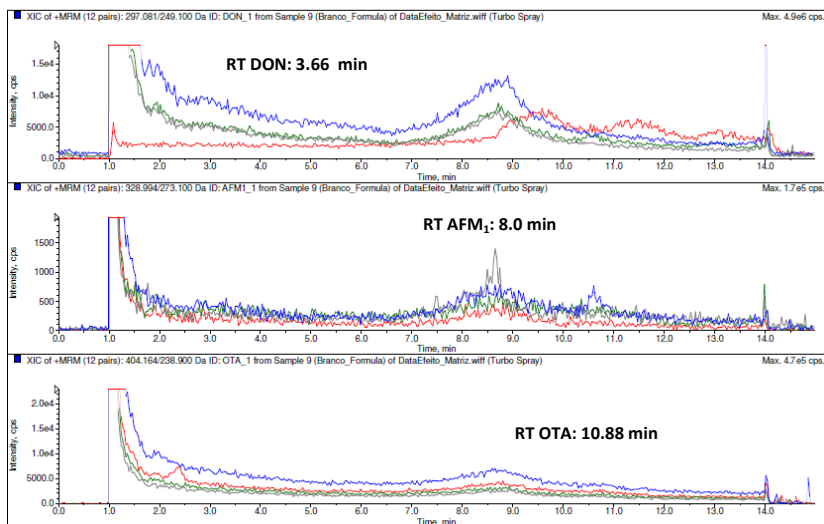 XIC of +MRM (12 pairs): 297.081/249.100 Da ID: DON_1 from Sample 9 (Branco_Formula) of DataEfeito_Matriz.wiff (Turbo Spray) Max. 4.9e6 cps.
RT DON: 3.66 min
Intensity, cps
1.5e4
1.0e4
5000.0
0.0
0.0 1.0 2.0 3.0 4.0 5.0 6.0 7.0 8.0 9.0 10.0 11.0 12.0 13.0 14.0
Time, min
XIC of +MRM (12 pairs): 328.994/273.100 Da ID: AFM1_1 from Sample 9 (Branco_Formula) of DataEfeito_Matriz.wiff (Turbo Spray) Max. 1.7e5 cps.
RT AFM₁: 8.0 min
Intensity, cps
1500
1000
500
0
0.0 1.0 2.0 3.0 4.0 5.0 6.0 7.0 8.0 9.0 10.0 11.0 12.0 13.0 14.0
Time, min
XIC of +MRM (12 pairs): 404.164/238.900 Da ID: OTA_1 from Sample 9 (Branco_Formula) of DataEfeito_Matriz.wiff (Turbo Spray) Max. 4.7e5 cps.
RT OTA: 10.88 min
Intensity, cps
2.0e4
1.5e4
1.0e4
5000.0
0.0
0.0 1.0 2.0 3.0 4.0 5.0 6.0 7.0 8.0 9.0 10.0 11.0 12.0 13.0 14.0
Time, min